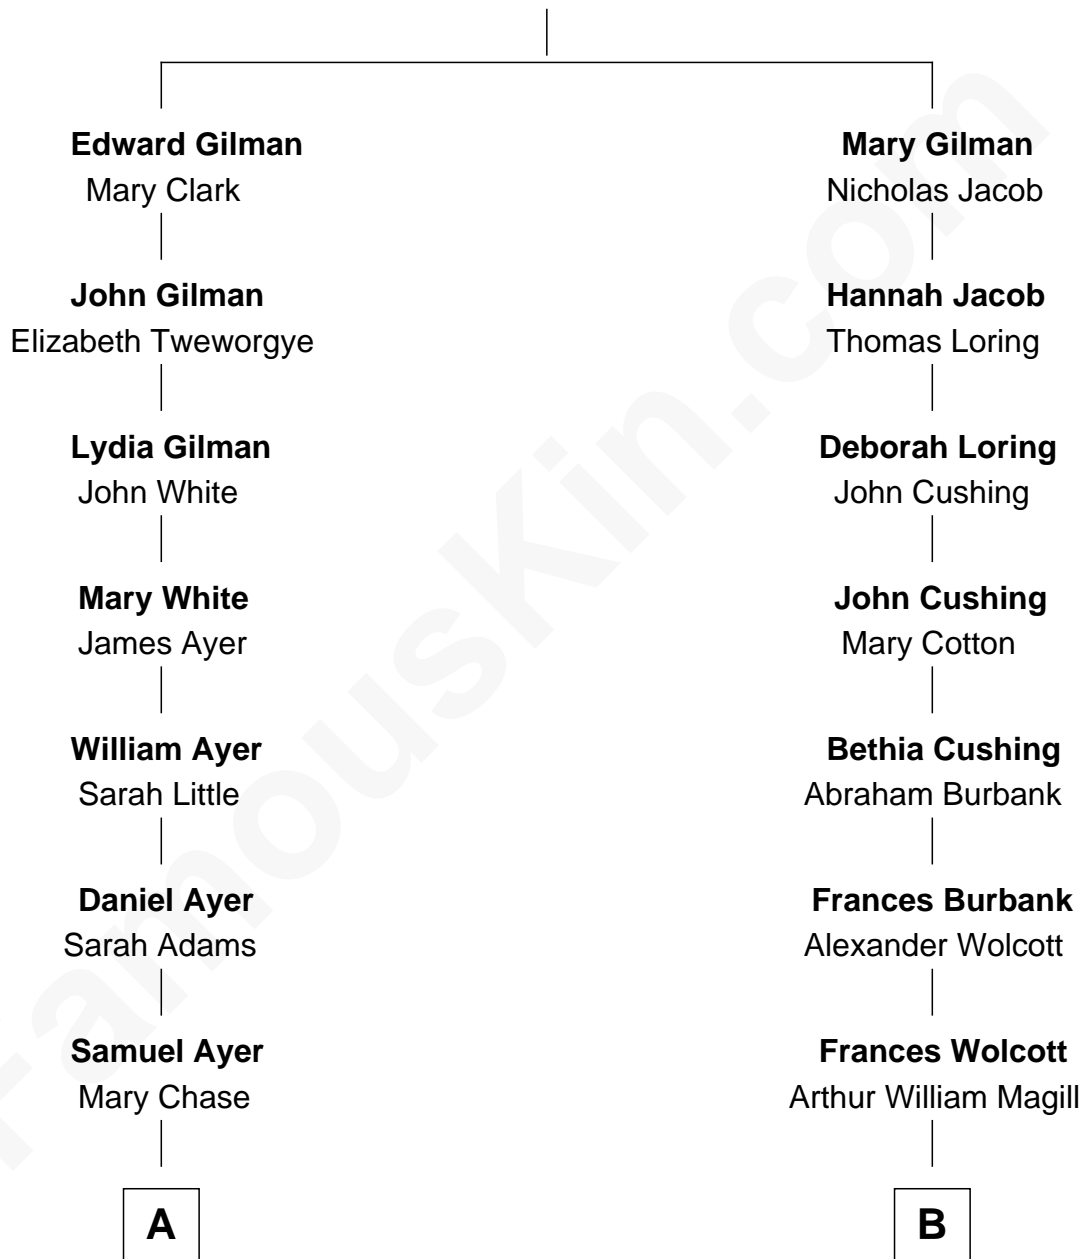 Edward Gilman
Mary Clark
John Gilman
Elizabeth Tweworgye
Lydia Gilman
John White
Mary White
James Ayer
William Ayer
Sarah Little
Daniel Ayer
Sarah Adams
Samuel Ayer
Mary Chase
A
Mary Gilman
Nicholas Jacob
Hannah Jacob
Thomas Loring
Deborah Loring
John Cushing
John Cushing
Mary Cotton
Bethia Cushing
Abraham Burbank
Frances Burbank
Alexander Wolcott
Frances Wolcott
Arthur William Magill
B
FamousKin.com